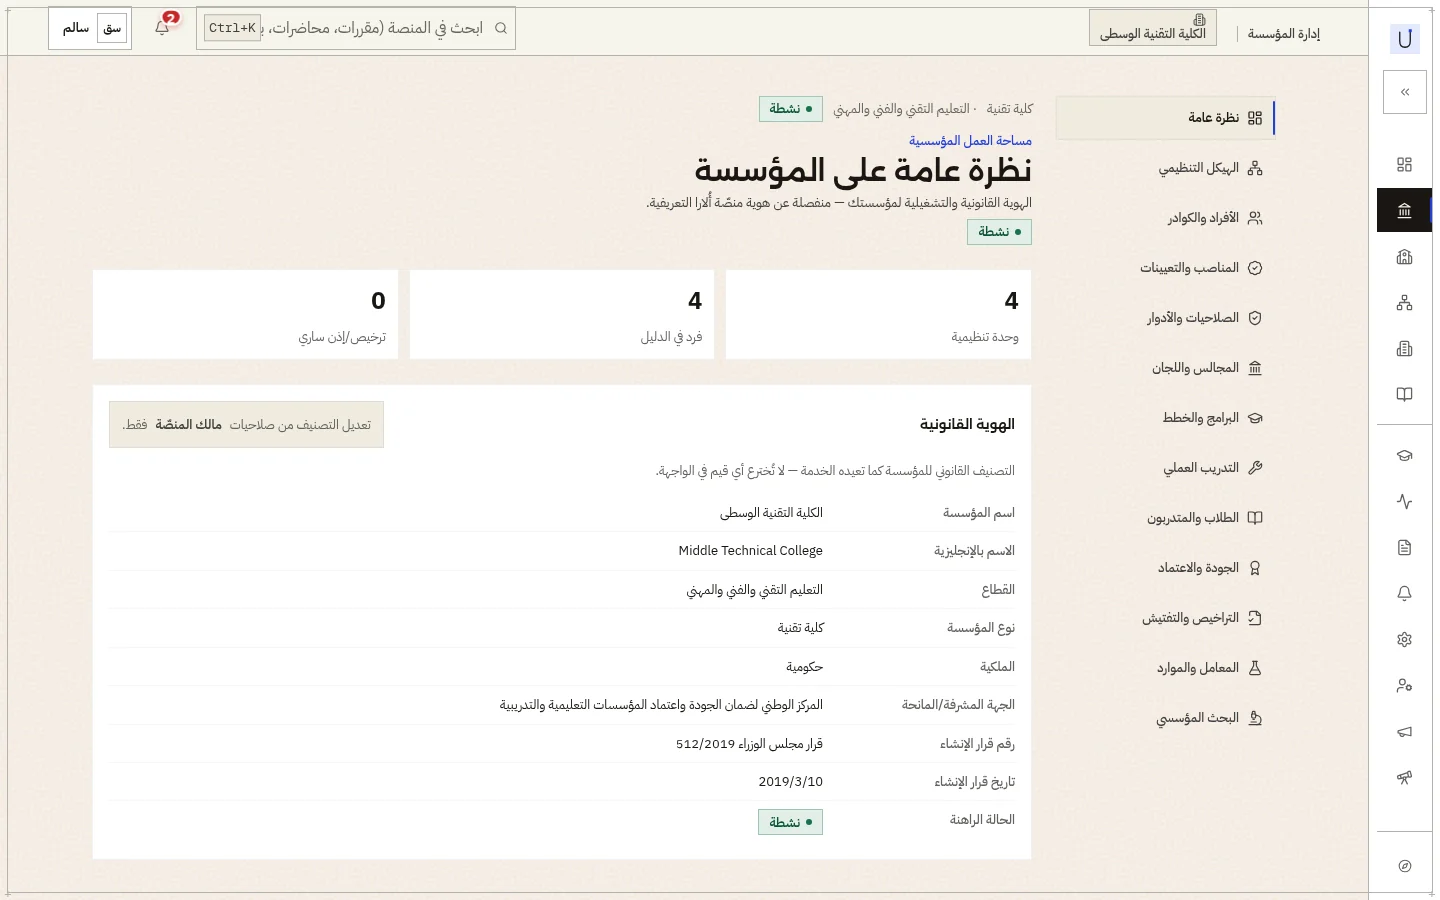 إدارة المؤسسة
الكلية التقنية الوسطى
ابحث في المنصة (مقررات، محاضرات، ب
Ctrl+K
2
سق
سالم
نظرة عامة
الهيكل التنظيمي
الأفراد والكوادر
المناصب والتعيينات
الصلاحيات والأدوار
المجالس واللجان
البرامج والخطط
التدريب العملي
الطلاب والمتدربون
الجودة والاعتماد
التراخيص والتفتيش
المعامل والموارد
البحث المؤسسي
كلية تقنية · التعليم التقني والفني والمهني
نشطة
مساحة العمل المؤسسية
نظرة عامة على المؤسسة
الهوية القانونية والتشغيلية لمؤسستك — منفصلة عن هوية منصّة ألارا التعريفية.
نشطة
4
وحدة تنظيمية
4
فرد في الدليل
0
ترخيص/إذن ساري
الهوية القانونية
تعديل التصنيف من صلاحيات مالك المنصّة فقط.
التصنيف القانوني للمؤسسة كما تعيده الخدمة — لا تُخترع أي قيم في الواجهة.
اسم المؤسسة الكلية التقنية الوسطى
الاسم بالإنجليزية Middle Technical College
القطاع التعليم التقني والفني والمهني
نوع المؤسسة كلية تقنية
الملكية حكومية
الجهة المشرفة/المانحة المركز الوطني لضمان الجودة واعتماد المؤسسات التعليمية والتدريبية
رقم قرار الإنشاء قرار مجلس الوزراء 512/2019
تاريخ قرار الإنشاء 2019/3/10
الحالة الراهنة نشطة